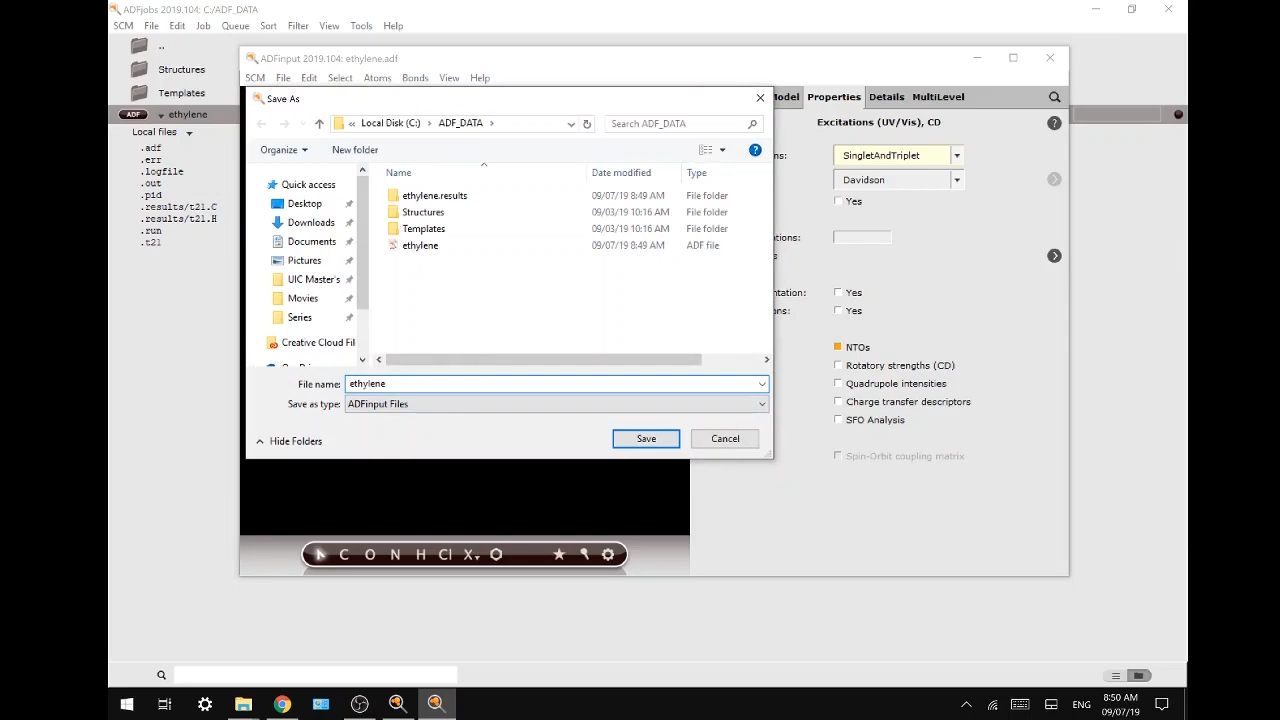 ADFjobs 2019.104: C:/ADF_DATA
SCM File Edit Job Queue Sort Filter View Tools Help
..
Structures
Templates
ADF ethylene
Local files
.adf
.err
.logfile
.out
.pid
.results/t21.C
.results/t21.H
.run
.t21
ADFinput 2019.104: ethylene.adf
SCM File Edit Select Atoms Bonds View Help
Save As
« Local Disk (C:) › ADF_DATA ›
Search ADF_DATA
Organize
New folder
Name Date modified Type
Quick access
Desktop
Downloads
Documents
Pictures
UIC Master's
Movies
Series
Creative Cloud Fil
ethylene.results 09/07/19 8:49 AM File folder
Structures 09/03/19 10:16 AM File folder
Templates 09/03/19 10:16 AM File folder
ethylene 09/07/19 8:49 AM ADF file
File name: ethylene
Save as type: ADFinput Files
Hide Folders
Save
Cancel
odel Properties Details MultiLevel
Excitations (UV/Vis), CD
ns: SingletAndTriplet
Davidson
Yes
ations:
s
ntation: Yes
ons: Yes
NTOs
Rotatory strengths (CD)
Quadrupole intensities
Charge transfer descriptors
SFO Analysis
Spin-Orbit coupling matrix
C O N H Cl X
ENG
8:50 AM
09/07/19